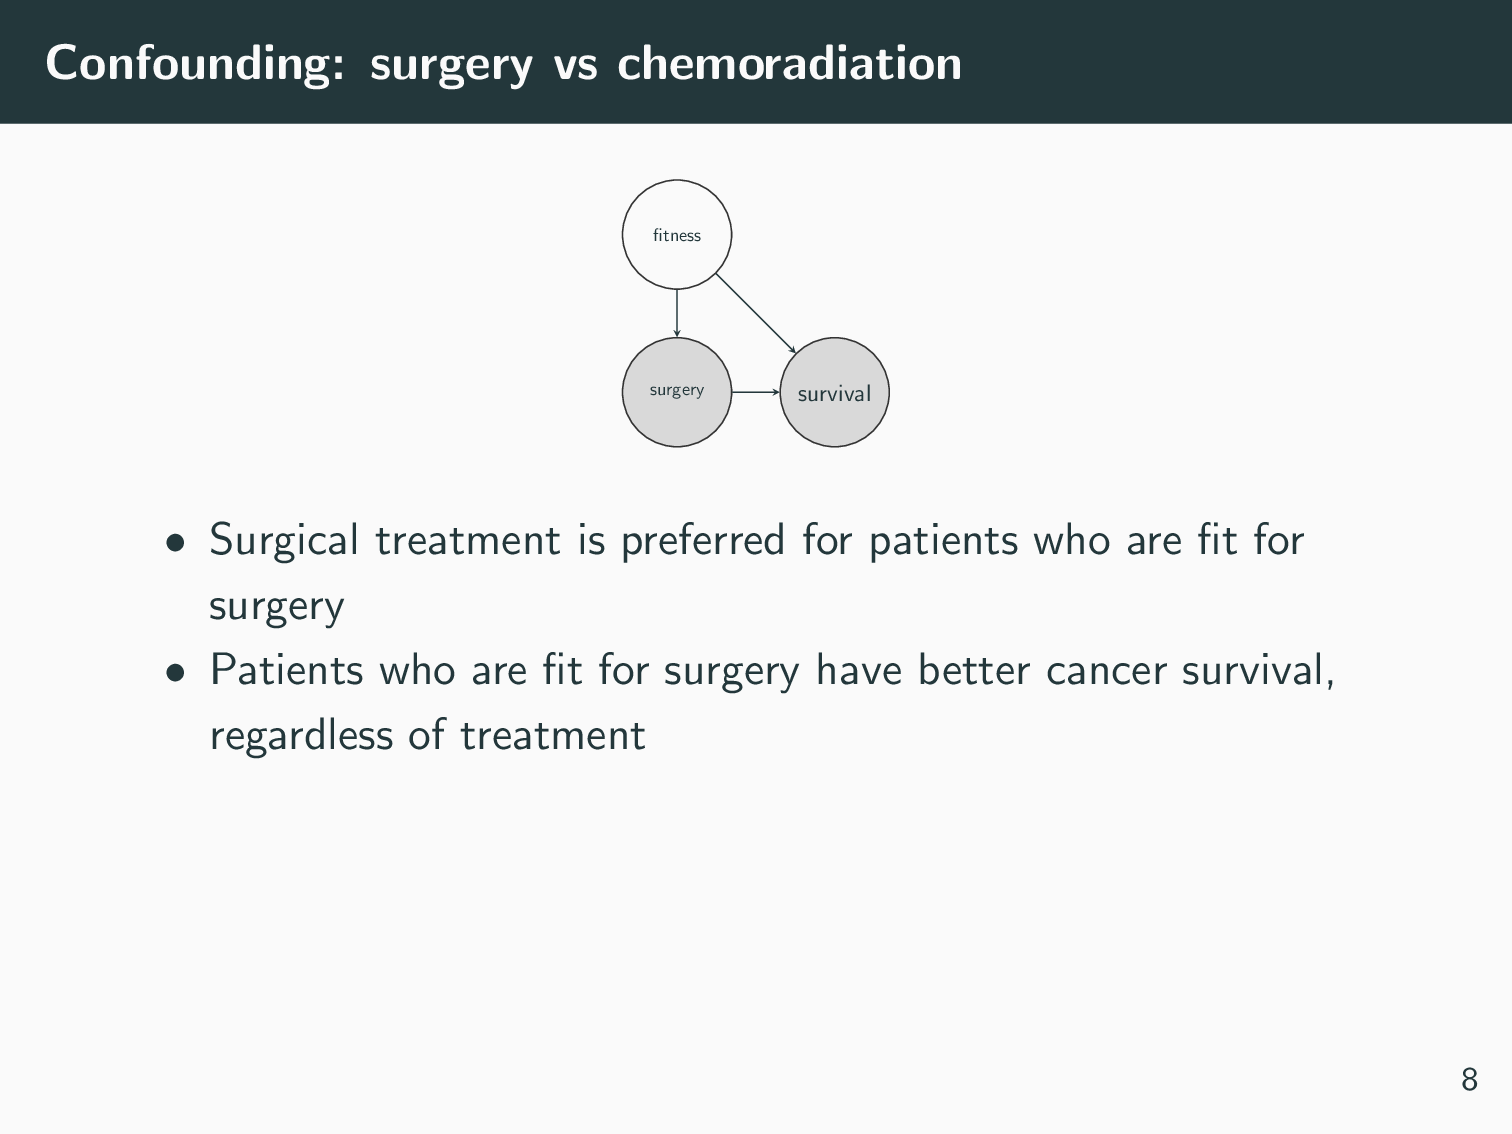 Confounding: surgery vs chemoradiation
fitness
surgery
survival
• Surgical treatment is preferred for patients who are fit for
surgery
• Patients who are fit for surgery have better cancer survival,
regardless of treatment
8